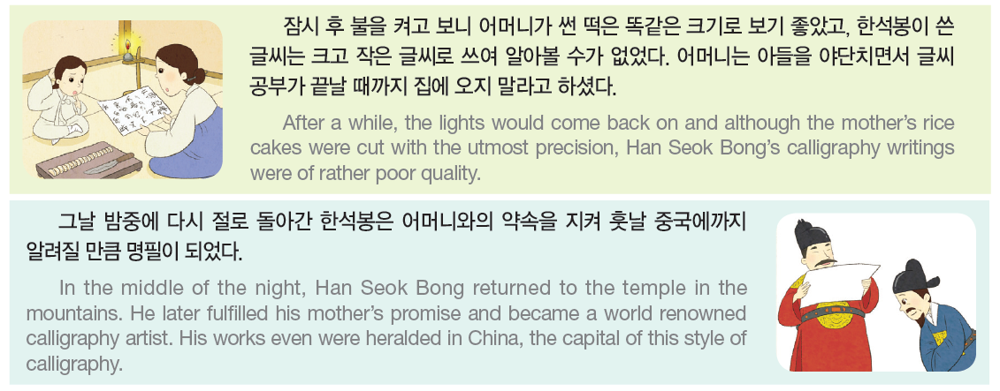 잠시 후 불을 켜고 보니 어머니가 썬 떡은 똑같은 크기로 보기 좋았고, 한석봉이 쓴
글씨는 크고 작은 글씨로 쓰여 알아볼 수가 없었다. 어머니는 아들을 야단치면서 글씨
공부가 끝날 때까지 집에 오지 말라고 하셨다.
After a while, the lights would come back on and although the mother's rice
cakes were cut with the utmost precision, Han Seok Bong's calligraphy writings
were of rather poor quality.
그날 밤중에 다시 절로 돌아간 한석봉은 어머니와의 약속을 지켜 훗날 중국에까지
알려질 만큼 명필이 되었다.
In the middle of the night, Han Seok Bong returned to the temple in the
mountains. He later fulfilled his mother's promise and became a world renowned
calligraphy artist. His works even were heralded in China, the capital of this style of
calligraphy.